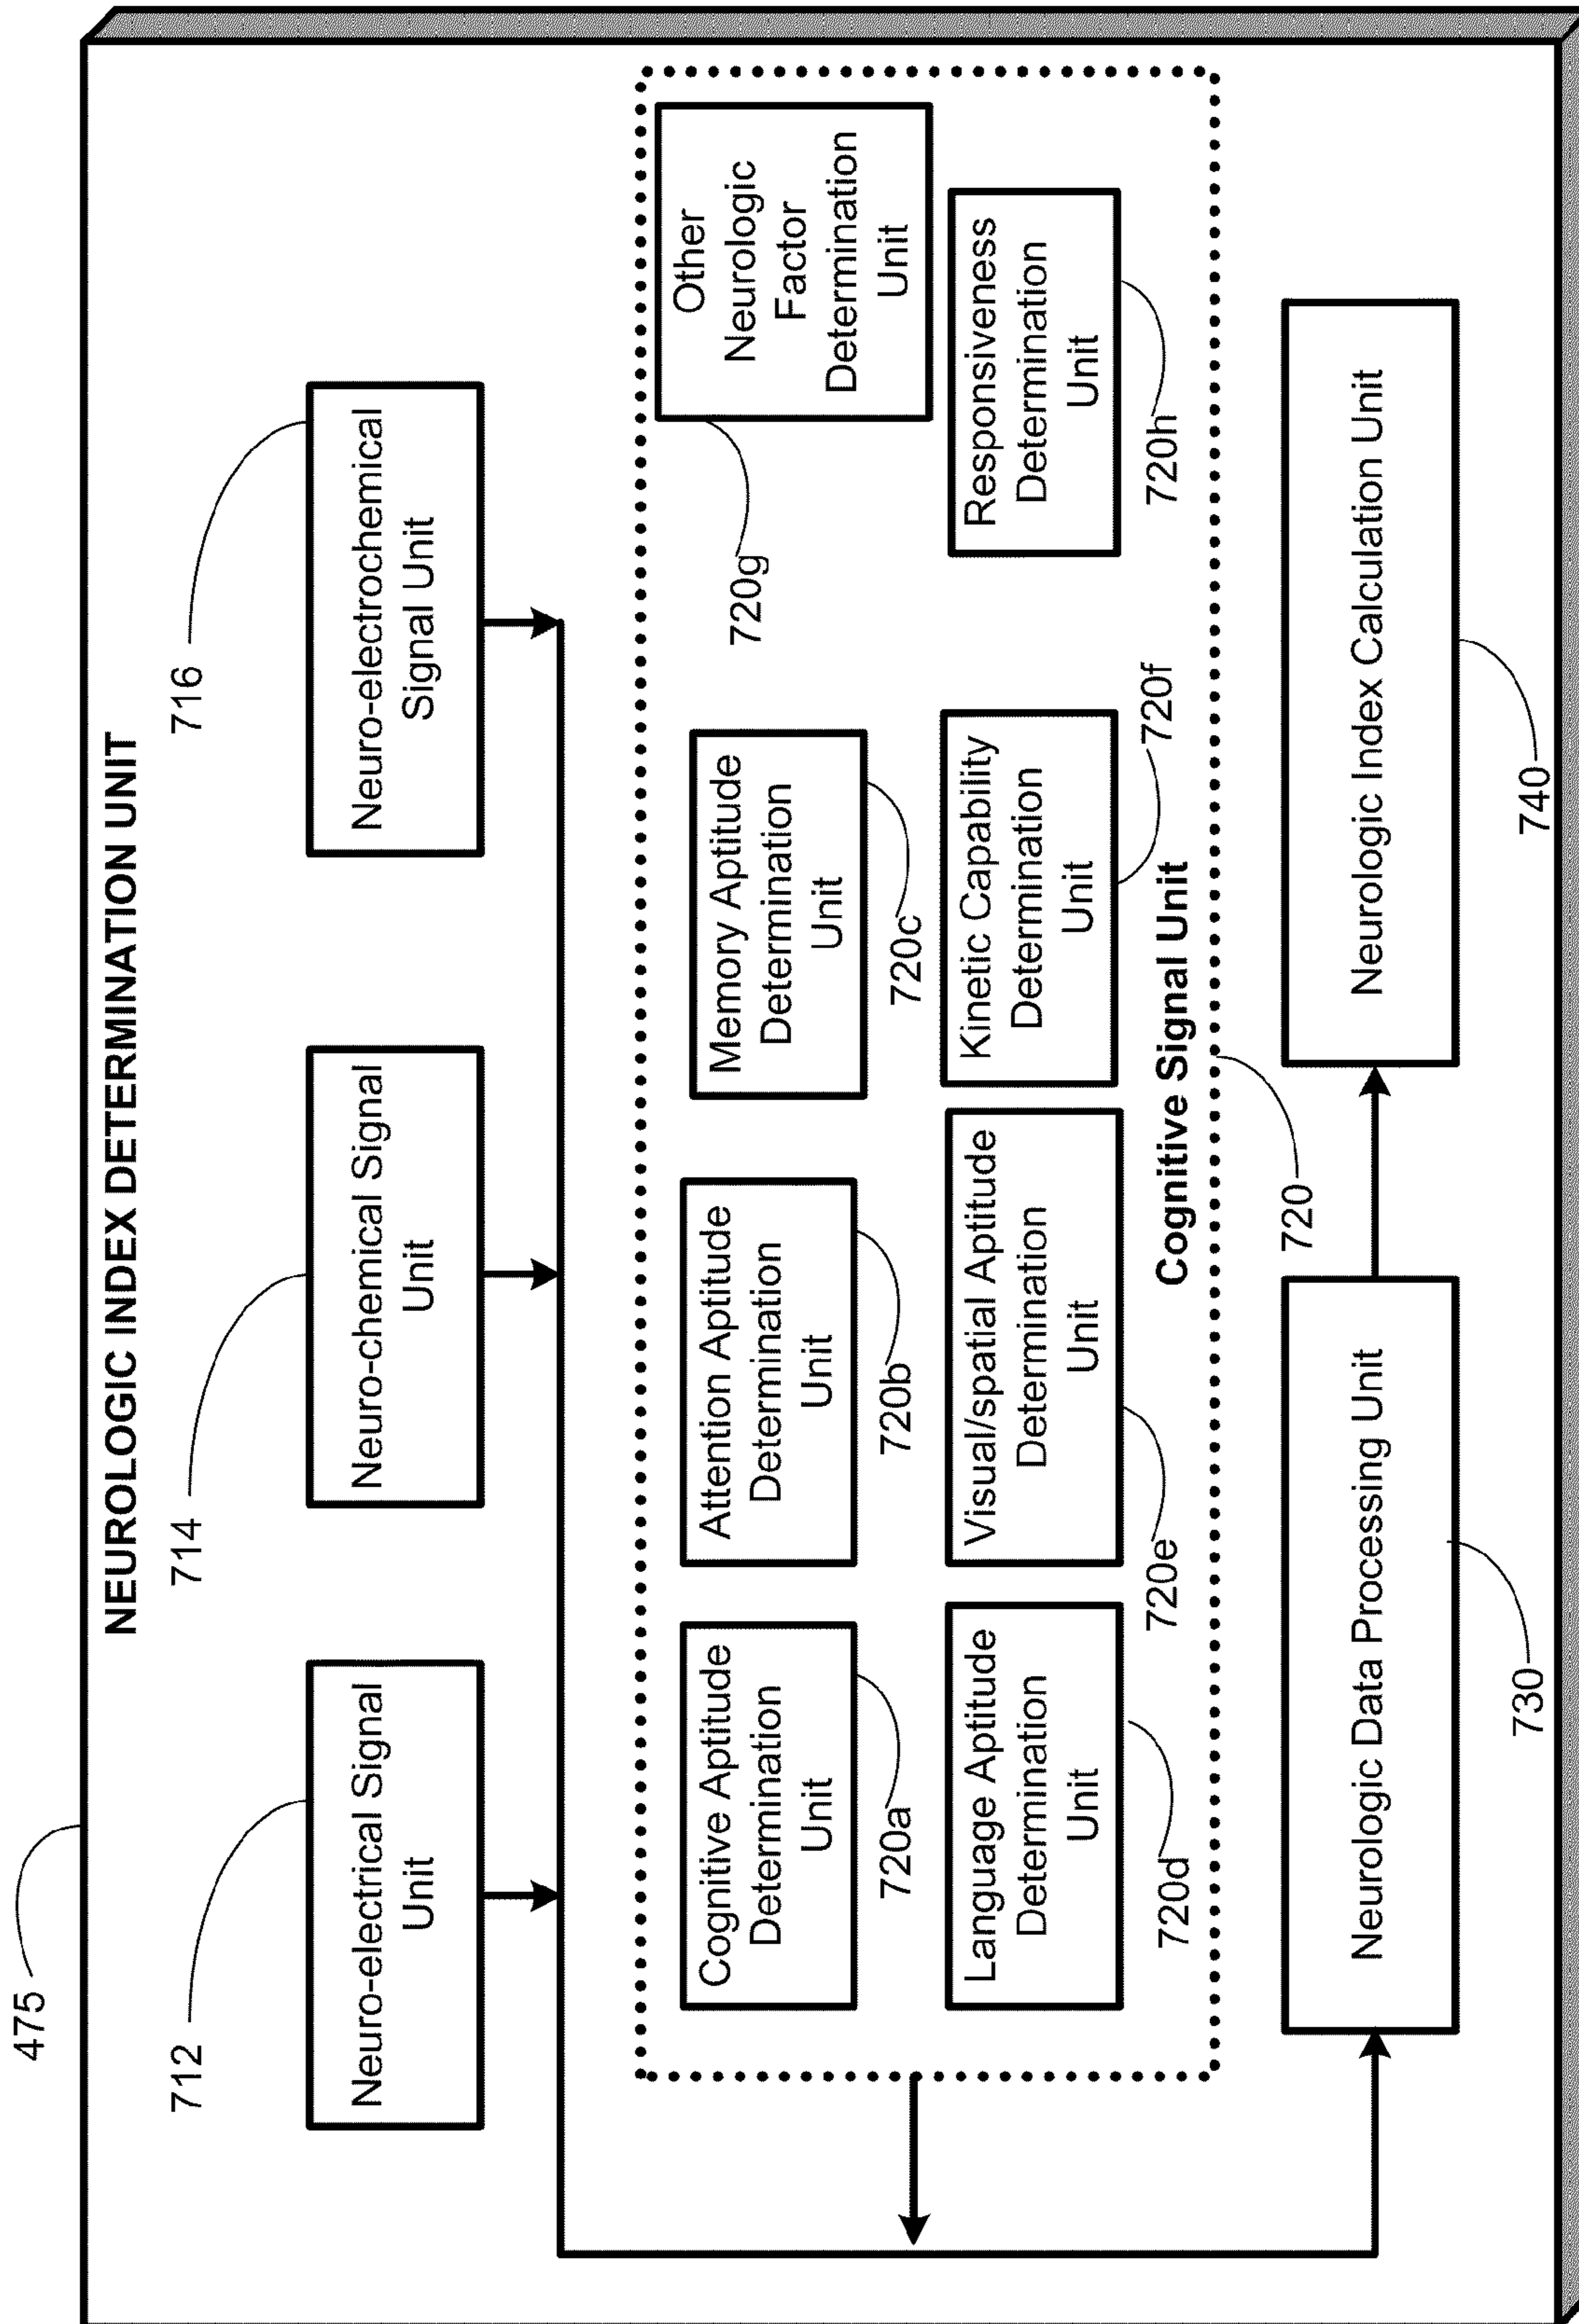 475
NEUROLOGIC INDEX DETERMINATION UNIT
712
714
716
Neuro-electrical Signal
Unit
Neuro-chemical Signal
Unit
Neuro-electrochemical
Signal Unit
Cognitive Aptitude
Determination
Unit
720a
Attention Aptitude
Determination
Unit
720b
Memory Aptitude
Determination
Unit
720c
Other
Neurologic
Factor
Determination
Unit
720g
Language Aptitude
Determination
Unit
720d
Visual/spatial Aptitude
Determination
Unit
720e
Kinetic Capability
Determination
Unit
720f
Responsiveness
Determination
Unit
720h
Cognitive Signal Unit
720
Neurologic Data Processing Unit
730
Neurologic Index Calculation Unit
740